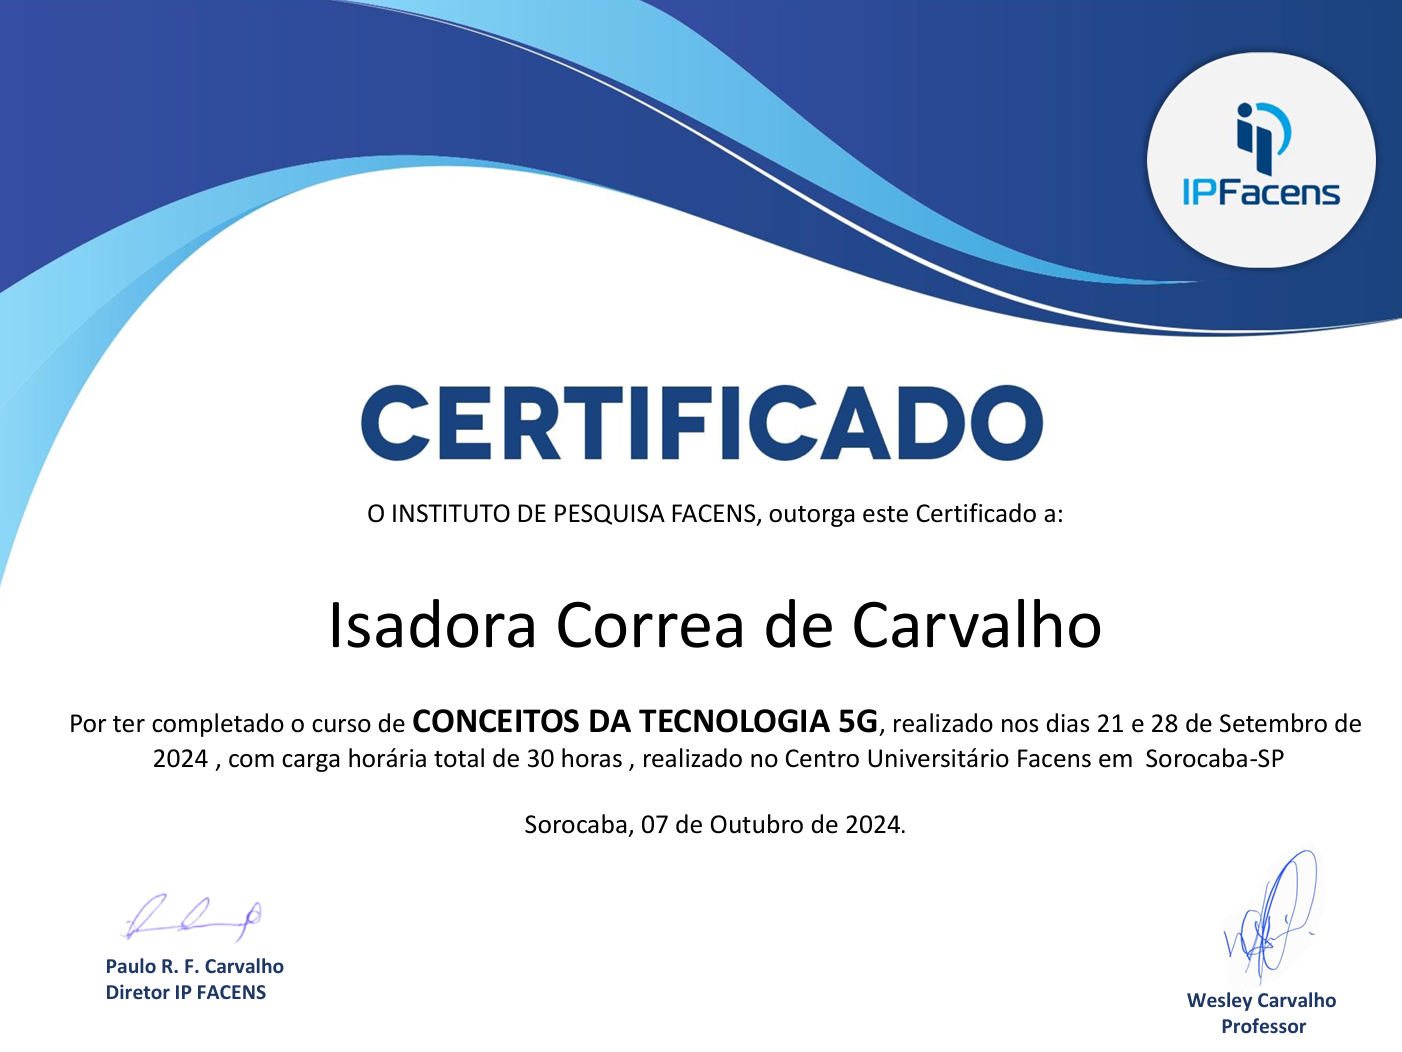 IPFacens
CERTIFICADO
O INSTITUTO DE PESQUISA FACENS, outorga este Certificado a:
Isadora Correa de Carvalho
Por ter completado o curso de CONCEITOS DA TECNOLOGIA 5G, realizado nos dias 21 e 28 de Setembro de
2024 , com carga horária total de 30 horas , realizado no Centro Universitário Facens em  Sorocaba-SP
Sorocaba, 07 de Outubro de 2024.
Paulo R. F. Carvalho
Diretor IP FACENS
Wesley Carvalho
Professor